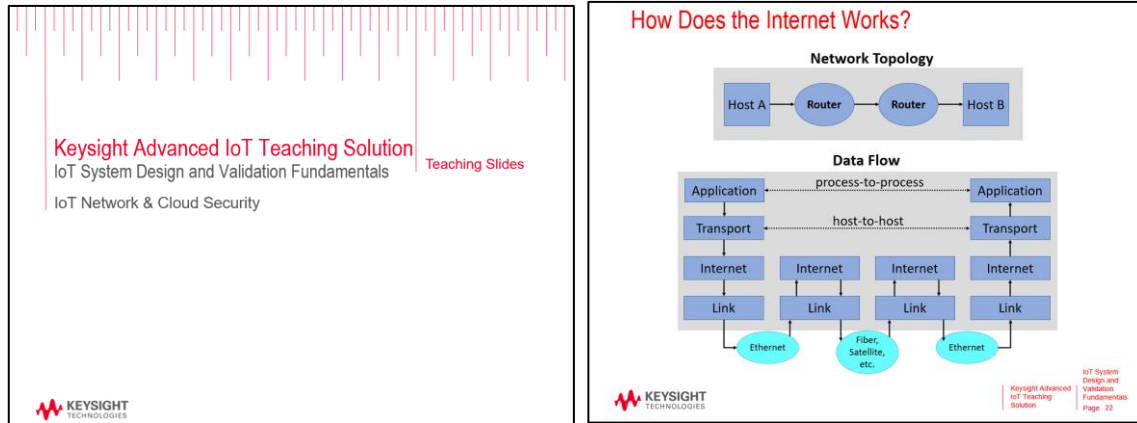 Keysight Advanced IoT Teaching Solution
Teaching Slides
IoT System Design and Validation Fundamentals
IoT Network & Cloud Security
KEYSIGHT
TECHNOLOGIES
How Does the Internet Works?
Network Topology
Host A
Router
Router
Host B
Data Flow
Application
process-to-process
Application
Transport
host-to-host
Transport
Internet
Internet
Internet
Internet
Link
Link
Link
Link
Ethernet
Fiber,
Satellite,
etc.
Ethernet
KEYSIGHT
TECHNOLOGIES
Keysight Advanced
IoT Teaching
Solution
IoT System
Design and
Validation
Fundamentals
Page 22